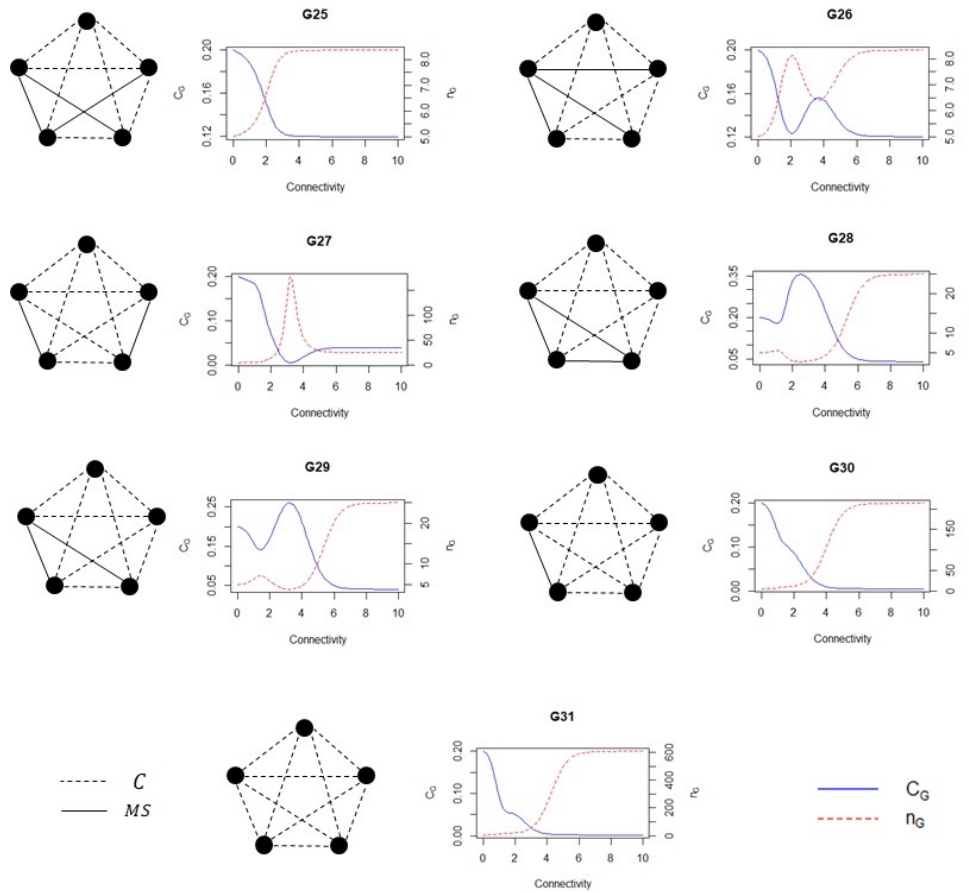 G25
C_G
0.12 0.16 0.20
5.0 6.0 7.0 8.0
n_G
0 2 4 6 8 10
Connectivity
G26
C_G
0.12 0.16 0.20
5.0 6.0 7.0 8.0
n_G
0 2 4 6 8 10
Connectivity
G27
C_G
0.00 0.10 0.20
0 50 100
n_G
0 2 4 6 8 10
Connectivity
G28
C_G
0.05 0.20 0.35
5 10 20
n_G
0 2 4 6 8 10
Connectivity
G29
C_G
0.05 0.15 0.25
5 10 20
n_G
0 2 4 6 8 10
Connectivity
G30
C_G
0.00 0.10 0.20
0 50 150
n_G
0 2 4 6 8 10
Connectivity
G31
C_G
0.00 0.10 0.20
0 200 400 600
n_G
0 2 4 6 8 10
Connectivity
C
MS
C_G
n_G